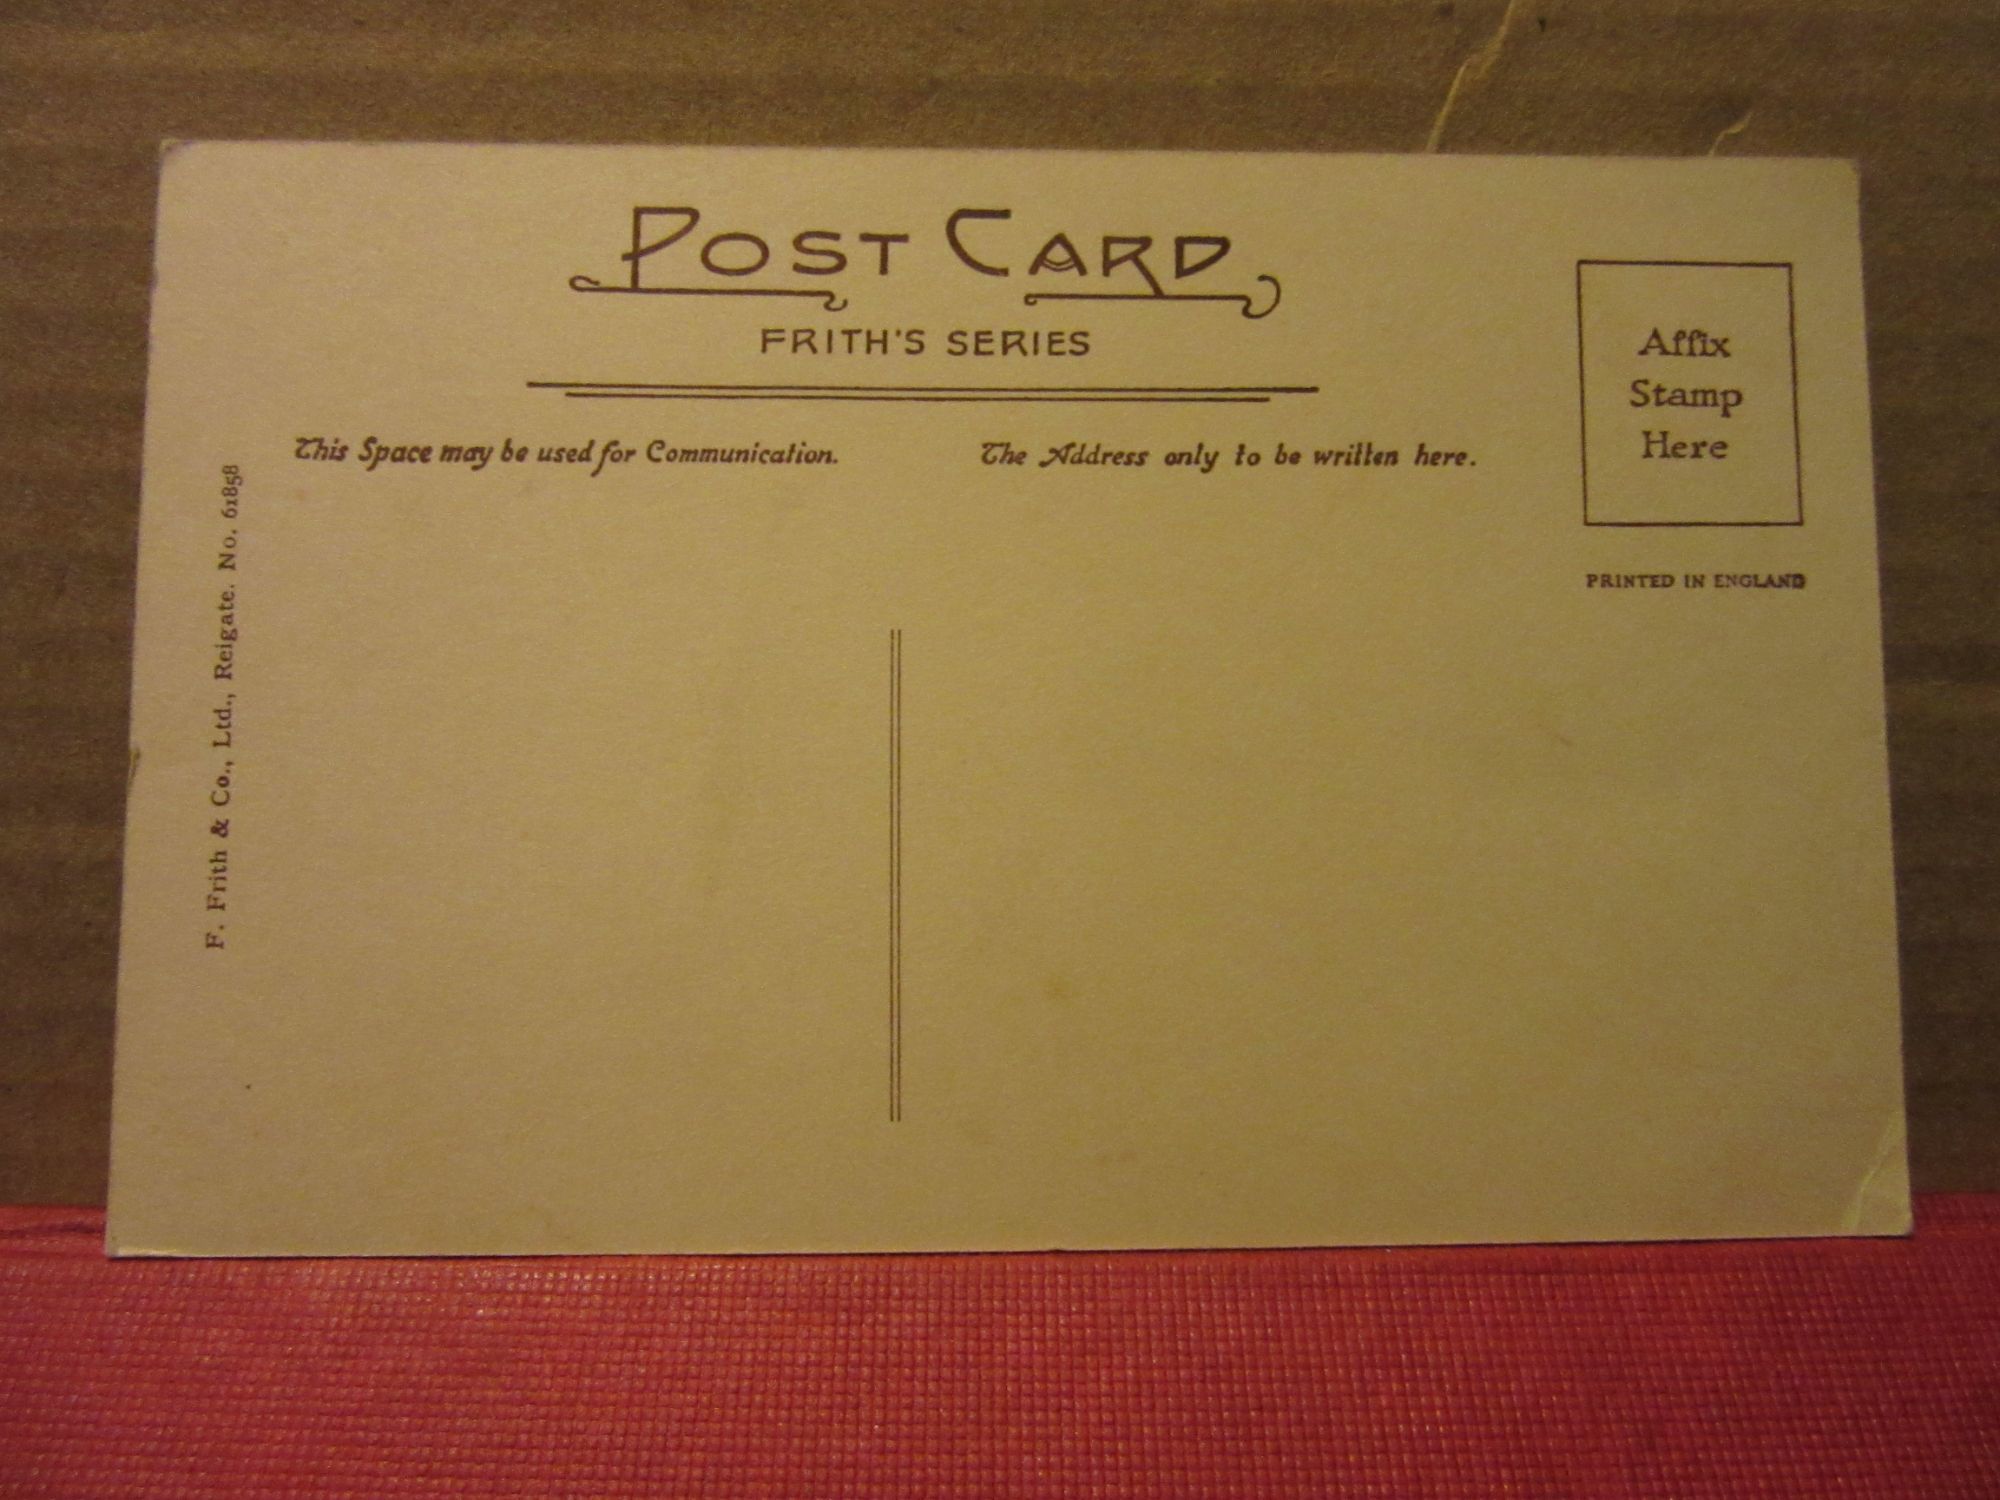 POST CARD
FRITH'S SERIES
This Space may be used for Communication.
The Address only to be written here.
Affix
Stamp
Here
PRINTED IN ENGLAND
F. Frith & Co., Ltd., Reigate. No. 61858